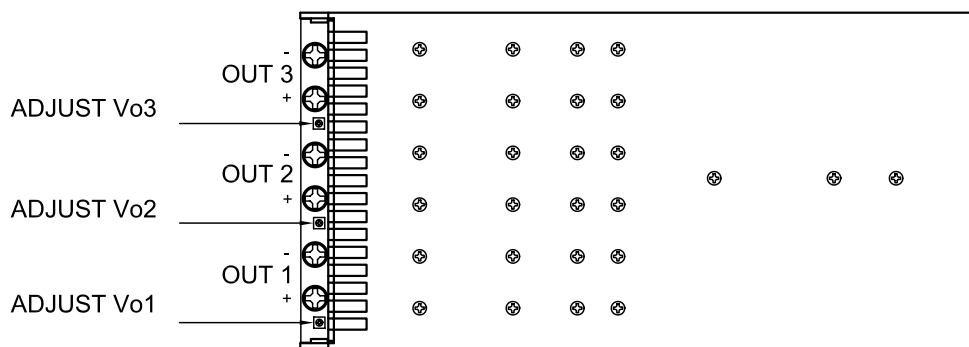 -
OUT 3
+
ADJUST Vo3
-
OUT 2
+
ADJUST Vo2
-
OUT 1
+
ADJUST Vo1